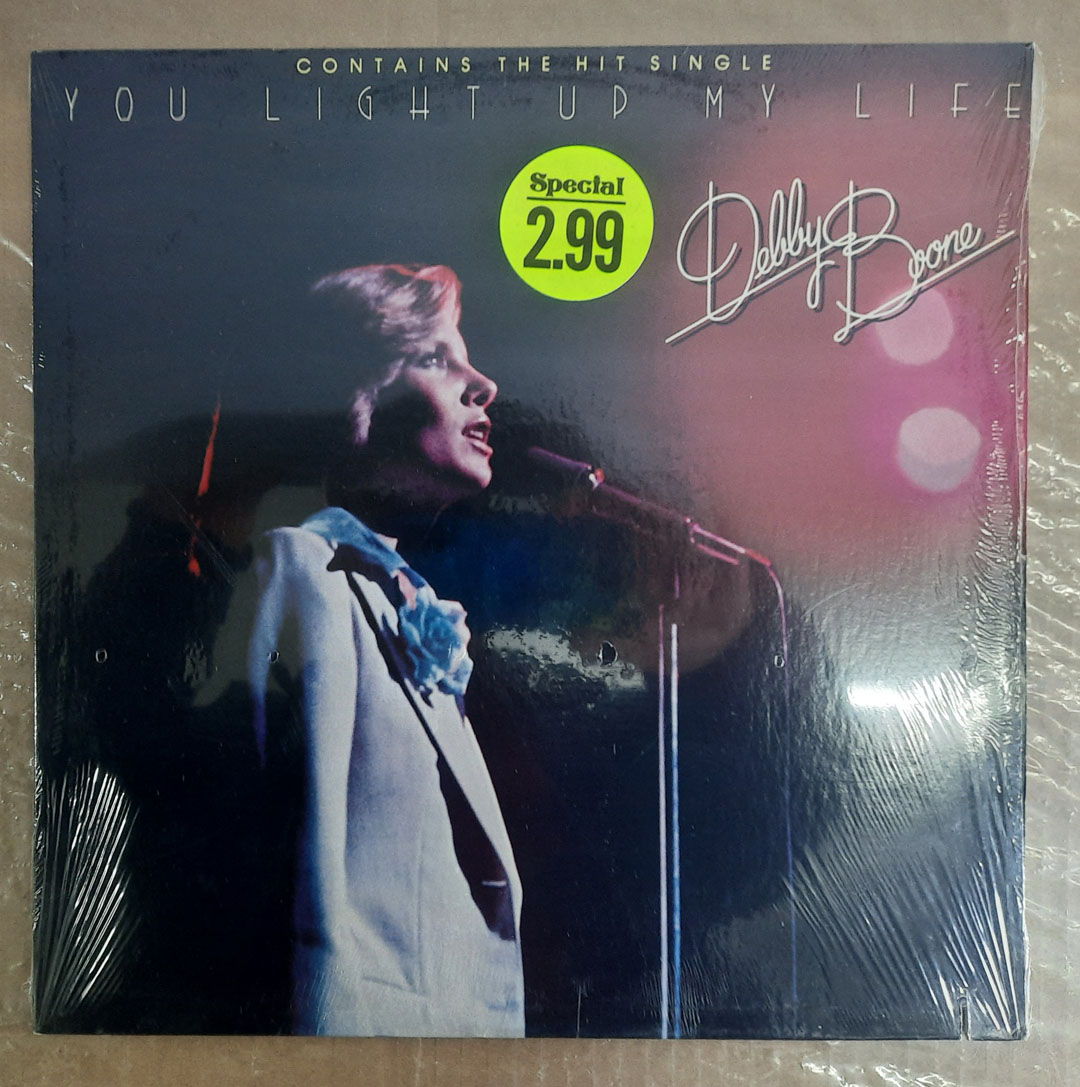 CONTAINS THE HIT SINGLE
YOU LIGHT UP MY LIFE
Special
2.99
Debby Boone